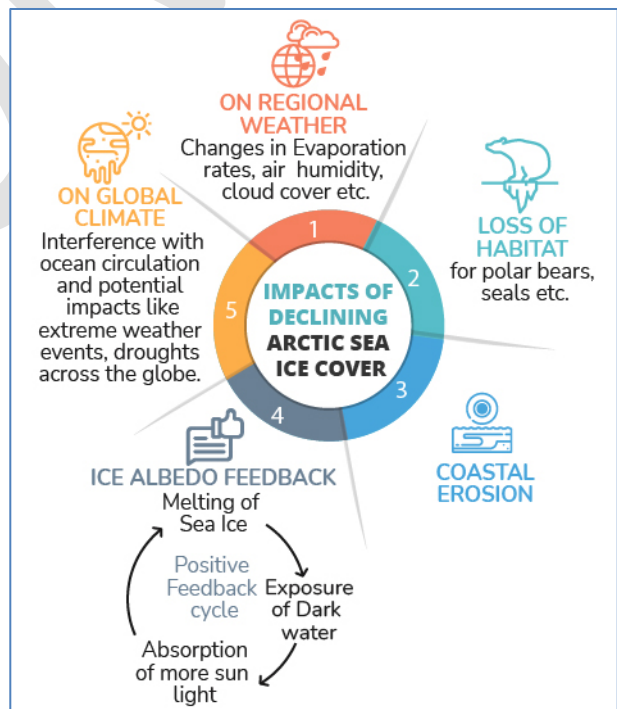 ON REGIONAL
WEATHER
Changes in Evaporation
rates, air humidity,
cloud cover etc.
LOSS OF
HABITAT
for polar bears,
seals etc.
COASTAL
EROSION
ICE ALBEDO FEEDBACK
Melting of
Sea Ice
Exposure
of Dark
water
Absorption
of more sun
light
Positive
Feedback
cycle
ON GLOBAL
CLIMATE
Interference with
ocean circulation
and potential
impacts like
extreme weather
events, droughts
across the globe.
1
2
3
4
5
IMPACTS OF
DECLINING
ARCTIC SEA
ICE COVER